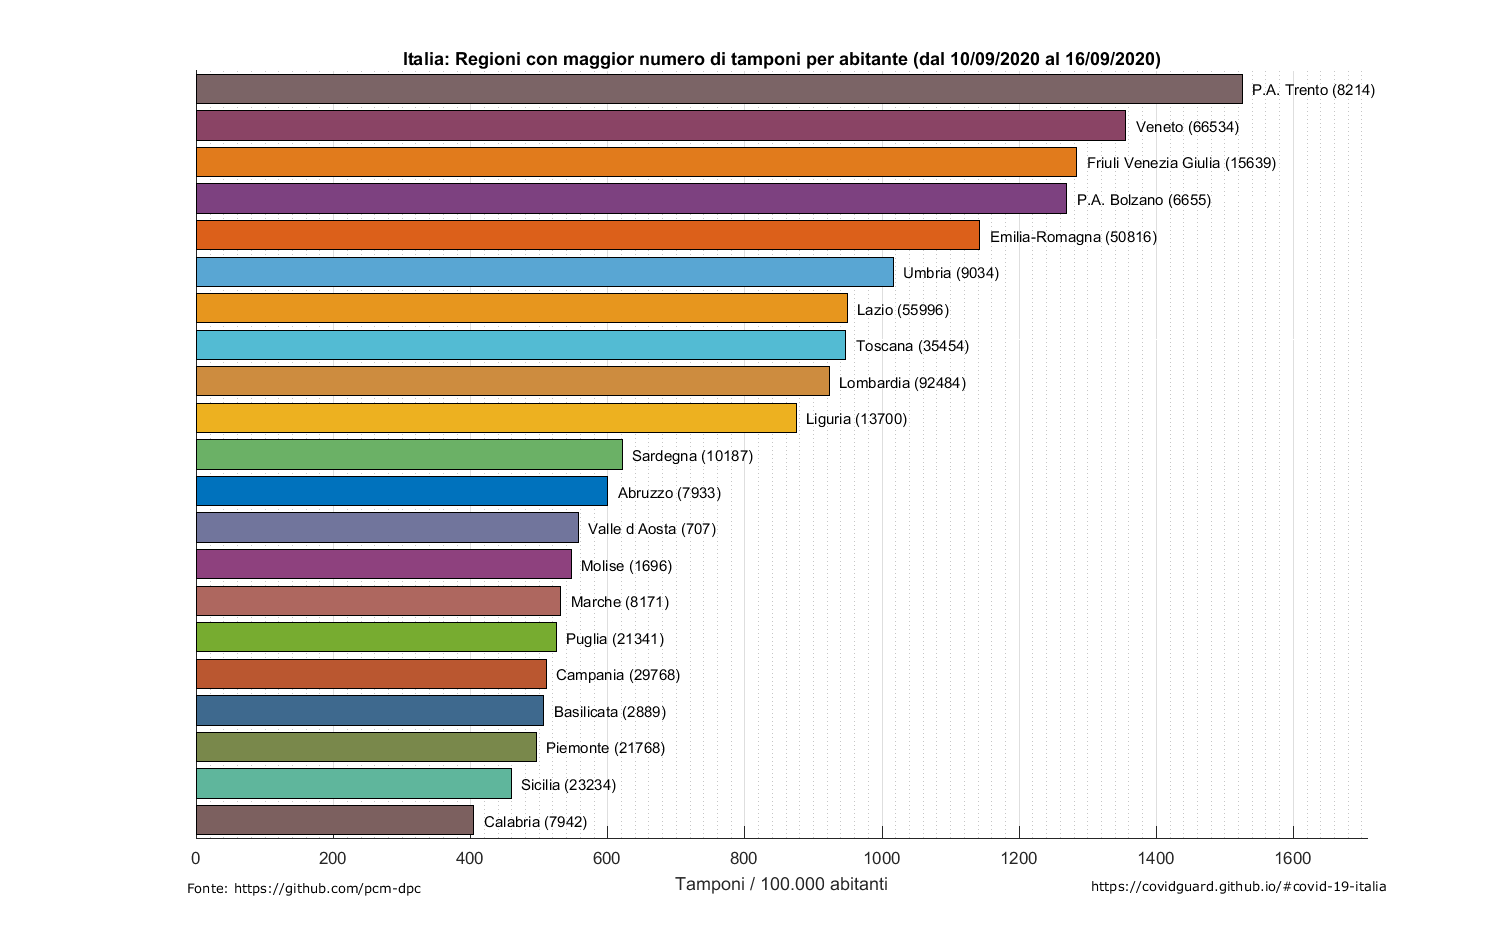 Italia: Regioni con maggior numero di tamponi per abitante (dal 10/09/2020 al 16/09/2020)
P.A. Trento (8214)
Veneto (66534)
Friuli Venezia Giulia (15639)
P.A. Bolzano (6655)
Emilia-Romagna (50816)
Umbria (9034)
Lazio (55996)
Toscana (35454)
Lombardia (92484)
Liguria (13700)
Sardegna (10187)
Abruzzo (7933)
Valle d Aosta (707)
Molise (1696)
Marche (8171)
Puglia (21341)
Campania (29768)
Basilicata (2889)
Piemonte (21768)
Sicilia (23234)
Calabria (7942)
0 200 400 600 800 1000 1200 1400 1600
Tamponi / 100.000 abitanti
Fonte: https://github.com/pcm-dpc
https://covidguard.github.io/#covid-19-italia